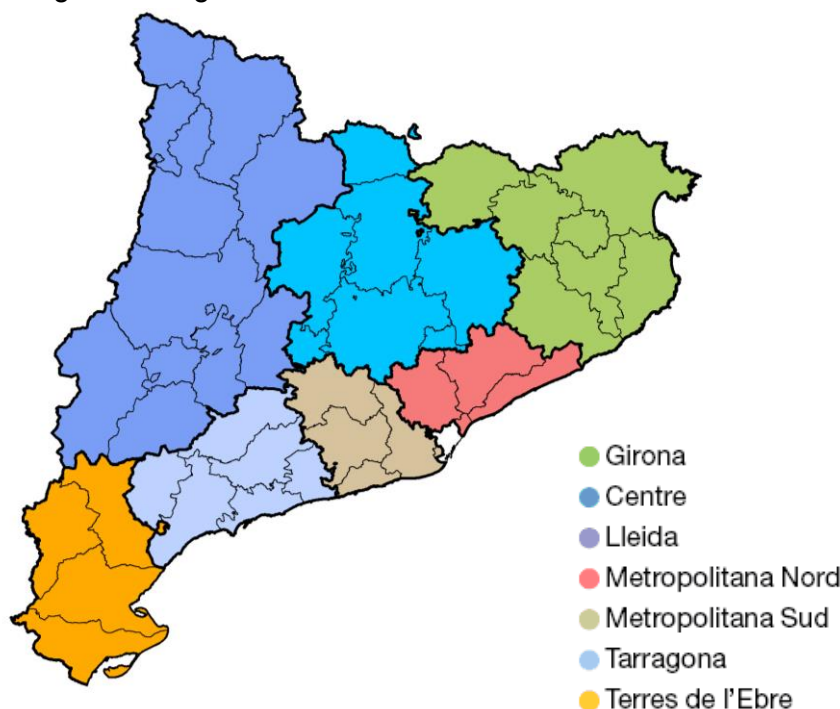 Girona
Centre
Lleida
Metropolitana Nord
Metropolitana Sud
Tarragona
Terres de l'Ebre